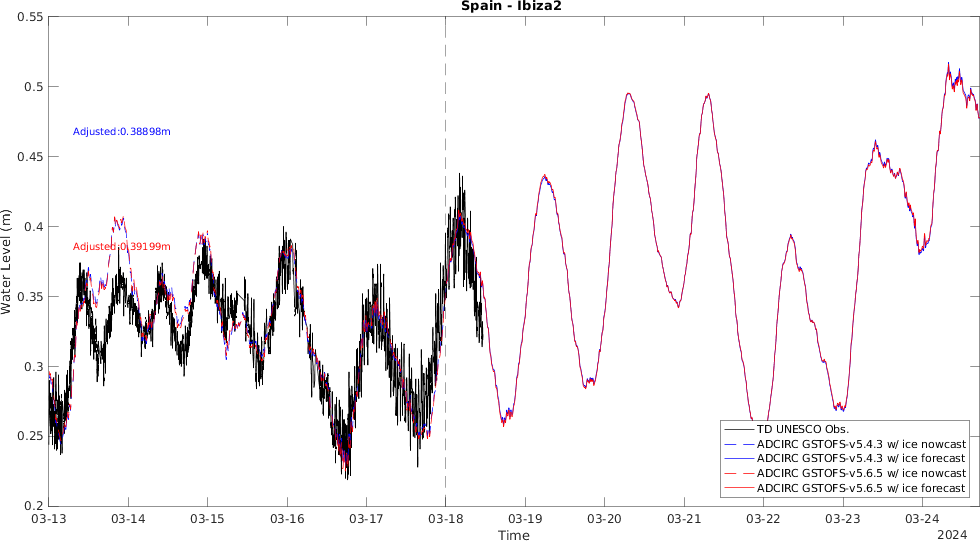 Spain - Ibiza2
0.55
0.5
0.45
0.4
0.35
0.3
0.25
0.2
Water Level (m)
Adjusted:0.38898m
Adjusted:0.39199m
TD UNESCO Obs.
ADCIRC GSTOFS-v5.4.3 w/ ice nowcast
ADCIRC GSTOFS-v5.4.3 w/ ice forecast
ADCIRC GSTOFS-v5.6.5 w/ ice nowcast
ADCIRC GSTOFS-v5.6.5 w/ ice forecast
03-13 03-14 03-15 03-16 03-17 03-18 03-19 03-20 03-21 03-22 03-23 03-24
Time
2024